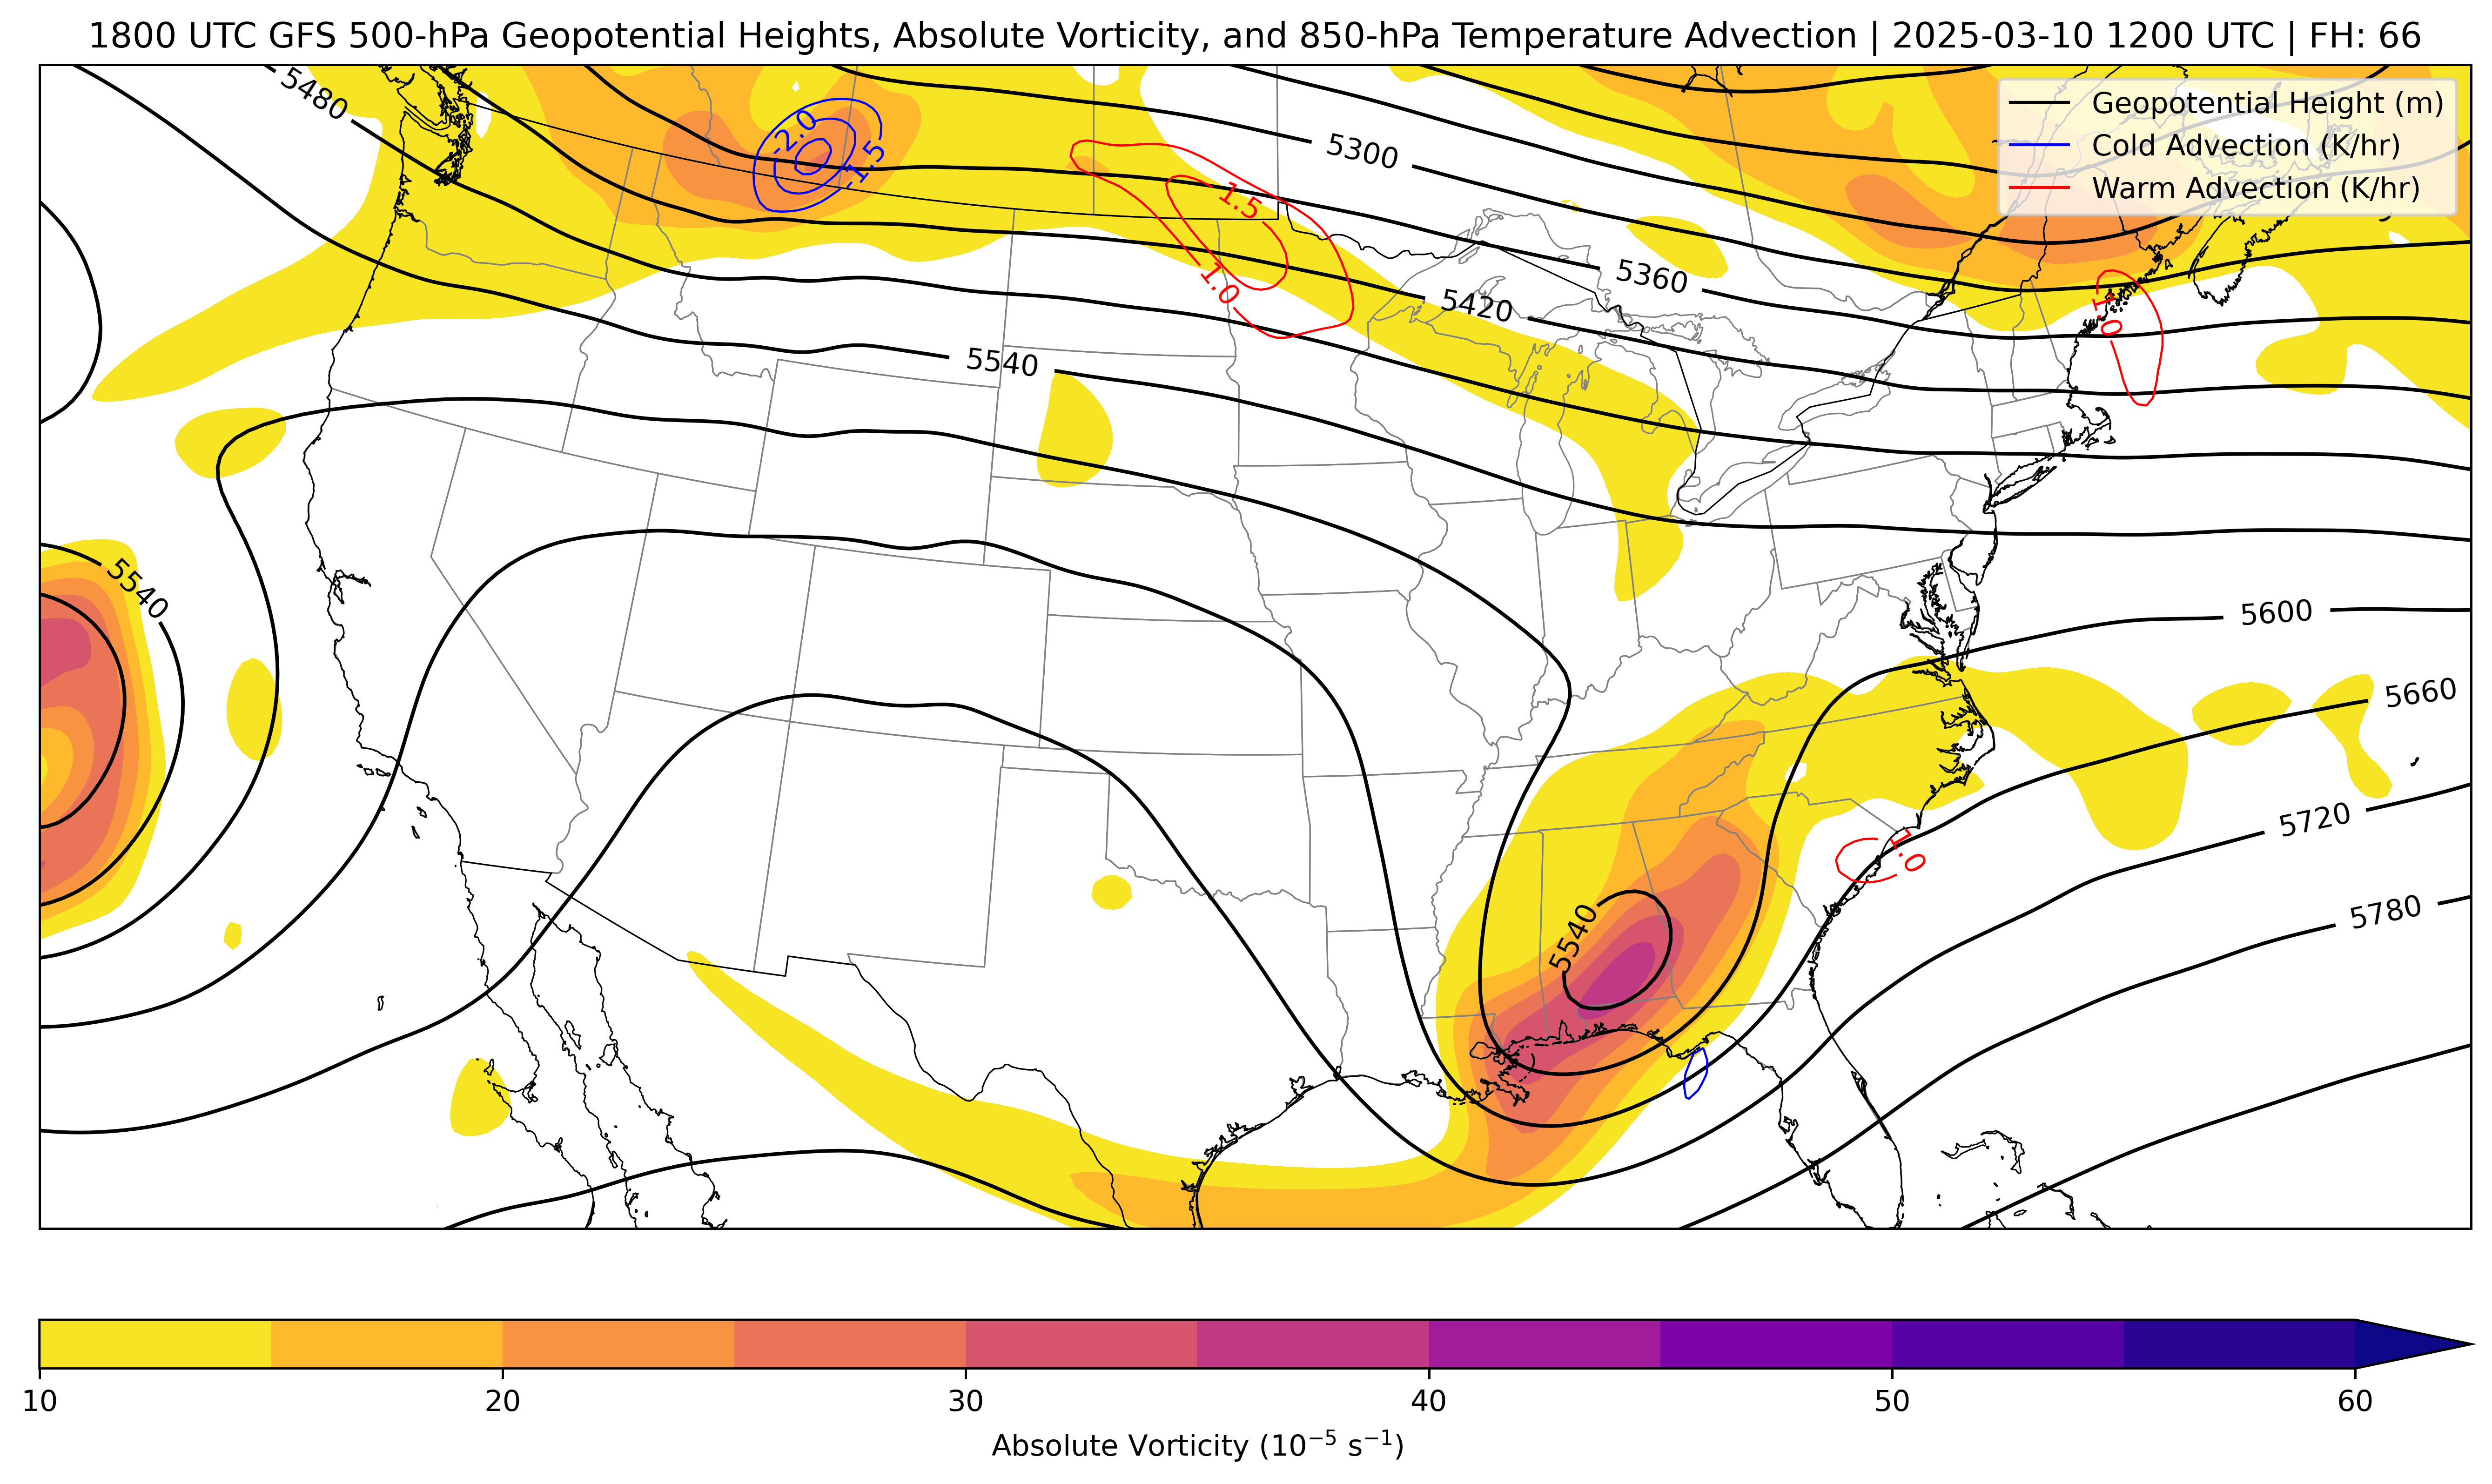 1800 UTC GFS 500-hPa Geopotential Heights, Absolute Vorticity, and 850-hPa Temperature Advection | 2025-03-10 1200 UTC | FH: 66
Geopotential Height (m)
Cold Advection (K/hr)
Warm Advection (K/hr)
5480
-2.0
-1.5
5300
1.5
1.0
5360
5420
1.0
5540
5540
5600
5660
5720
1.0
5780
5540
10 20 30 40 50 60
Absolute Vorticity (10⁻⁵ s⁻¹)